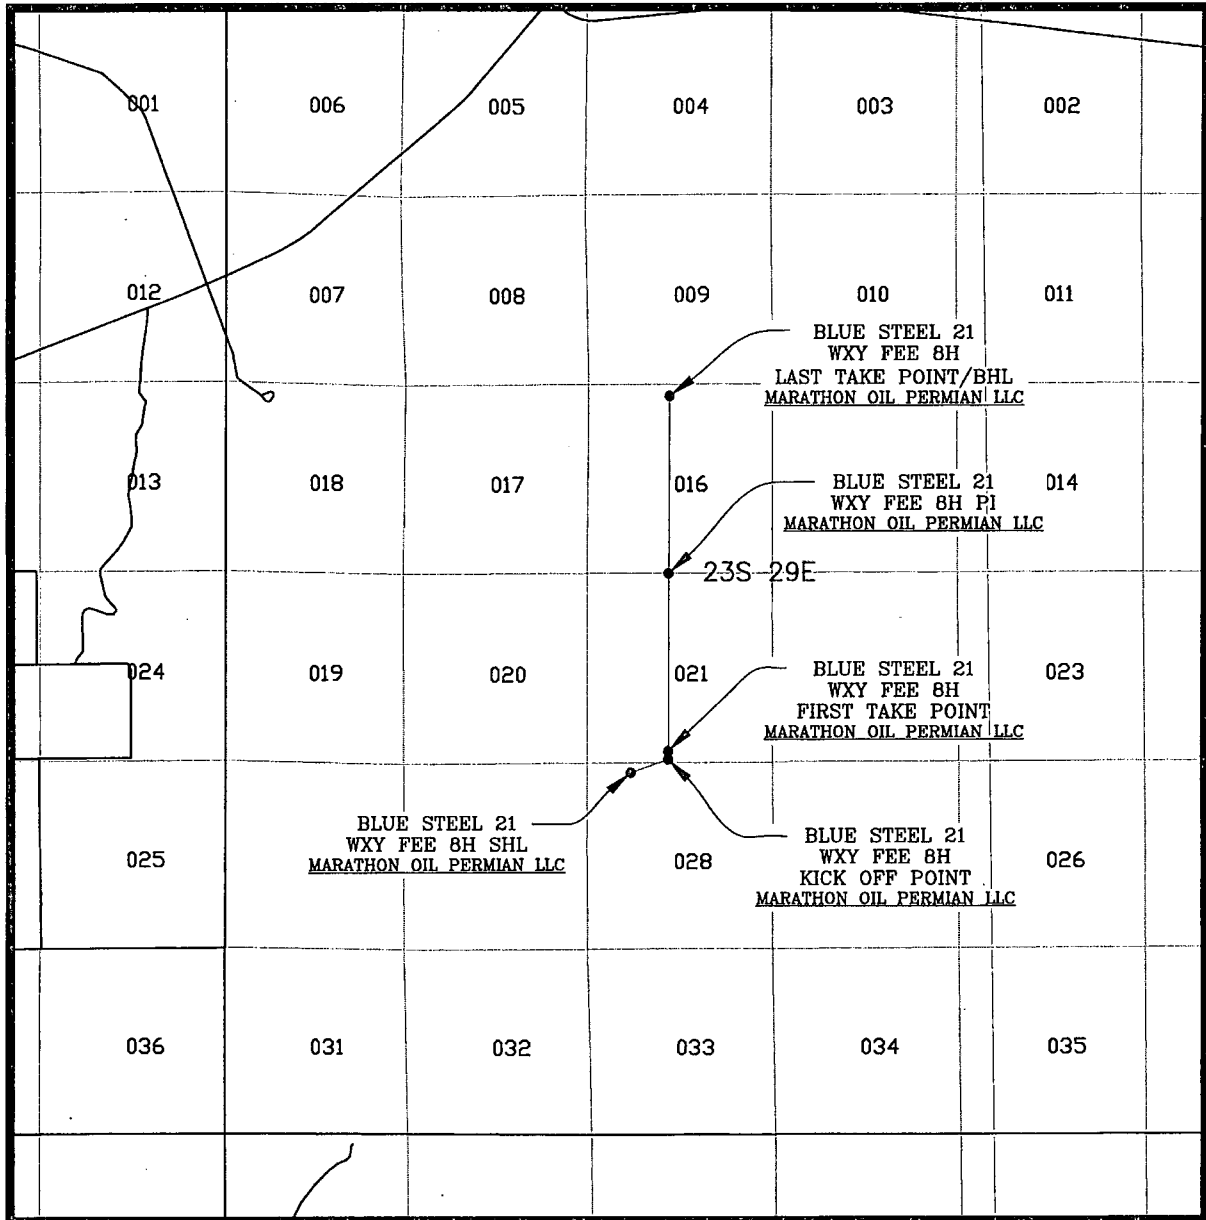 001
006
005
004
003
002
012
007
008
009
010
011
BLUE STEEL 21
WXY FEE 8H
LAST TAKE POINT/BHL
MARATHON OIL PERMIAN LLC
013
018
017
016
014
BLUE STEEL 21
WXY FEE 8H PI
MARATHON OIL PERMIAN LLC
23S 29E
024
019
020
021
023
BLUE STEEL 21
WXY FEE 8H
FIRST TAKE POINT
MARATHON OIL PERMIAN LLC
BLUE STEEL 21
WXY FEE 8H SHL
MARATHON OIL PERMIAN LLC
BLUE STEEL 21
WXY FEE 8H
KICK OFF POINT
MARATHON OIL PERMIAN LLC
025
028
026
036
031
032
033
034
035